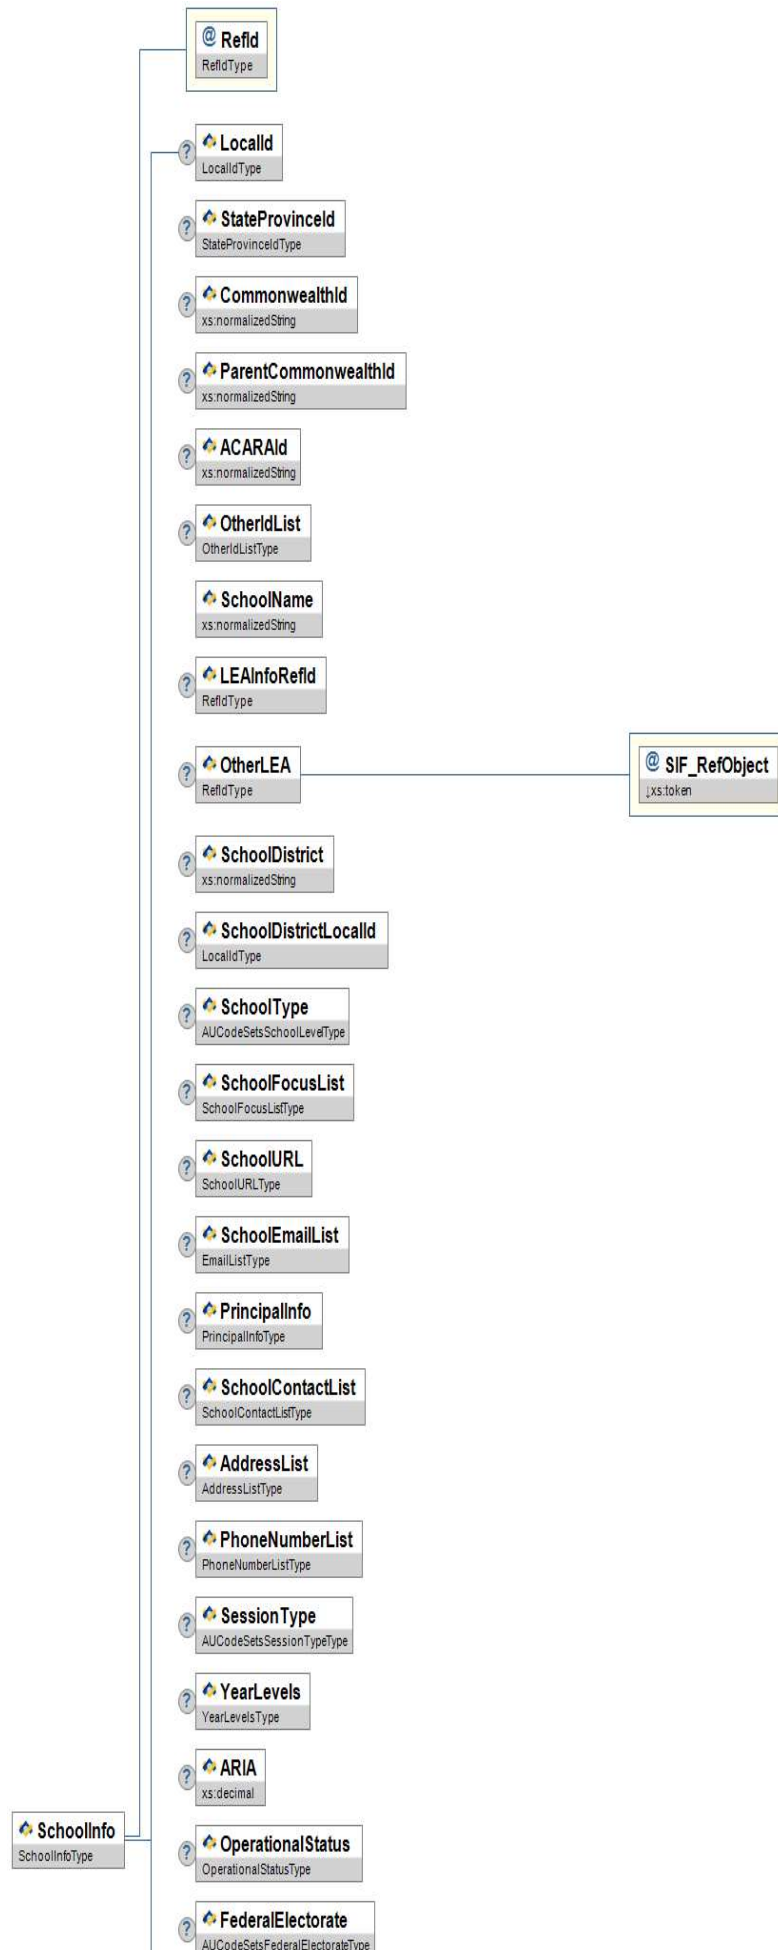 @ RefId
RefIdType
? LocalId
LocalIdType
? StateProvinceId
StateProvinceIdType
? CommonwealthId
xs:normalizedString
? ParentCommonwealthId
xs:normalizedString
? ACARAId
xs:normalizedString
? OtherIdList
OtherIdListType
SchoolName
xs:normalizedString
? LEAInfoRefId
RefIdType
? OtherLEA
RefIdType
@ SIF_RefObject
↓xs:token
? SchoolDistrict
xs:normalizedString
? SchoolDistrictLocalId
LocalIdType
? SchoolType
AUCodeSetsSchoolLevelType
? SchoolFocusList
SchoolFocusListType
? SchoolURL
SchoolURLType
? SchoolEmailList
EmailListType
? PrincipalInfo
PrincipalInfoType
? SchoolContactList
SchoolContactListType
? AddressList
AddressListType
? PhoneNumberList
PhoneNumberListType
? SessionType
AUCodeSetsSessionTypeType
? YearLevels
YearLevelsType
? ARIA
xs:decimal
SchoolInfo
SchoolInfoType
? OperationalStatus
OperationalStatusType
? FederalElectorate
AUCodeSetsFederalElectorateType